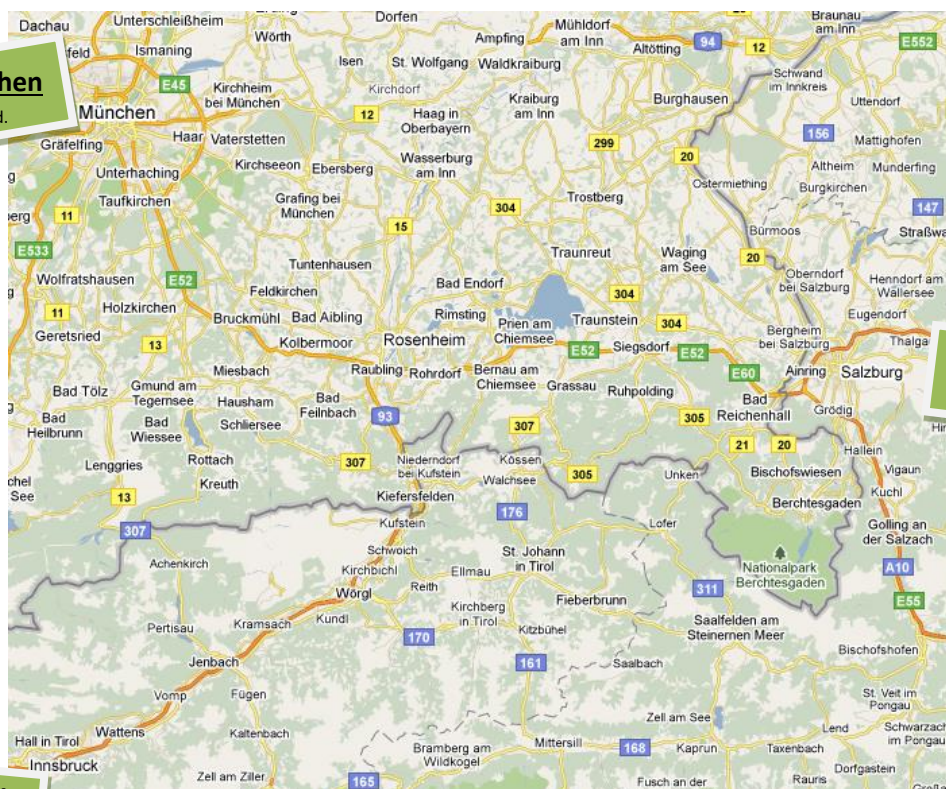 Dachau
Unterschleißheim
Wörth
Dorfen
Ampfing
Mühldorf
am Inn
94
12
Braunau
am Inn
E552
Ismaning
Isen
St. Wolfgang
Waldkraiburg
Altötting
Schwand
im Innkreis
E45
Kirchheim
bei München
Kirchdorf
Kraiburg
am Inn
Burghausen
Uttendorf
München
12
Haag in
Oberbayern
156
Mattighofen
Gräfelfing
Haar
Vaterstetten
299
20
Kirchseeon
Ebersberg
Wasserburg
am Inn
Altheim
Munderfing
Unterhaching
Ostermiething
Burgkirchen
Taufkirchen
Grafing bei
München
Trostberg
147
11
304
15
Bürmoos
Straßwa
E533
Traunreut
Waging
am See
20
Tuntenhausen
Wolfratshausen
E52
Bad Endorf
Oberndorf
bei Salzburg
Henndorf am
Wallersee
Feldkirchen
304
Holzkirchen
11
Bruckmühl
Bad Aibling
Rimsting
Prien am
Chiemsee
Traunstein
304
Eugendorf
Geretsried
13
Kolbermoor
Rosenheim
Bergheim
bei Salzburg
Thalga
E52
Siegsdorf
E52
Miesbach
Raubling
Rohrdorf
Bernau am
Chiemsee
Grassau
Ruhpolding
E60
Ainring
Salzburg
Bad Tölz
Gmund am
Tegernsee
Hausham
Bad
Feilnbach
Bad
Reichenhall
Grödig
Bad
Heilbrunn
Bad
Wiessee
Schliersee
93
307
305
21
20
Hallein
Lenggries
Rottach
307
Niederndorf
bei Kufstein
Kössen
305
Unken
Bischofswiesen
Vigaun
chel
See
Kreuth
Walchsee
13
Kiefersfelden
Berchtesgaden
Kuchl
307
Kufstein
176
Lofer
Golling an
der Salzach
Achenkirch
Schwoich
St. Johann
in Tirol
Nationalpark
Berchtesgaden
A10
Kirchbichl
Ellmau
Reith
311
Wörgl
Fieberbrunn
E55
Kirchberg
in Tirol
Kramsach
Kundl
Saalfelden am
Steinernen Meer
Pertisau
170
Kitzbühel
Bischofshofen
Jenbach
161
Saalbach
Vomp
Fügen
St. Veit im
Pongau
Zell am See
Wattens
Kaltenbach
Lend
Schwarzach
im Pongau
Hall in Tirol
Bramberg am
Wildkogel
Mittersill
168
Kaprun
Taxenbach
Innsbruck
Dorfgastein
Zell am Ziller
165
Fusch an der
Rauris
hen
d.